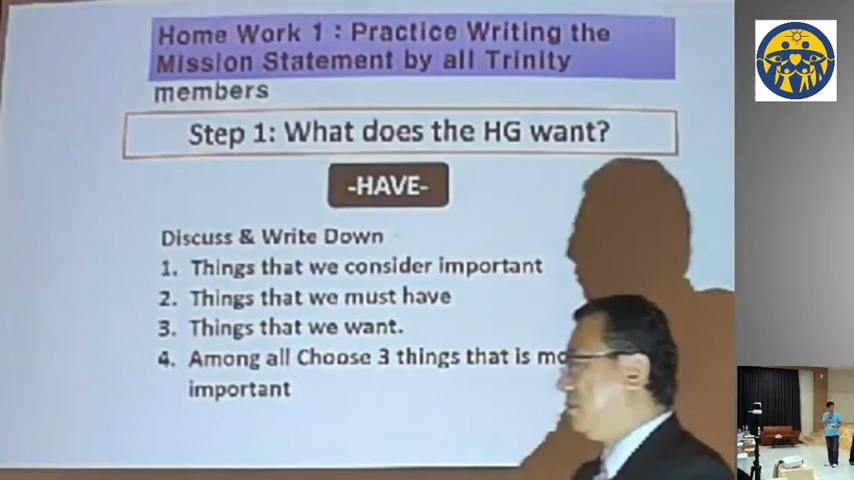 Home Work 1 : Practice Writing the
Mission Statement by all Trinity
members
Step 1: What does the HG want?
-HAVE-
Discuss & Write Down
1. Things that we consider important
2. Things that we must have
3. Things that we want.
4. Among all Choose 3 things that is mo
important